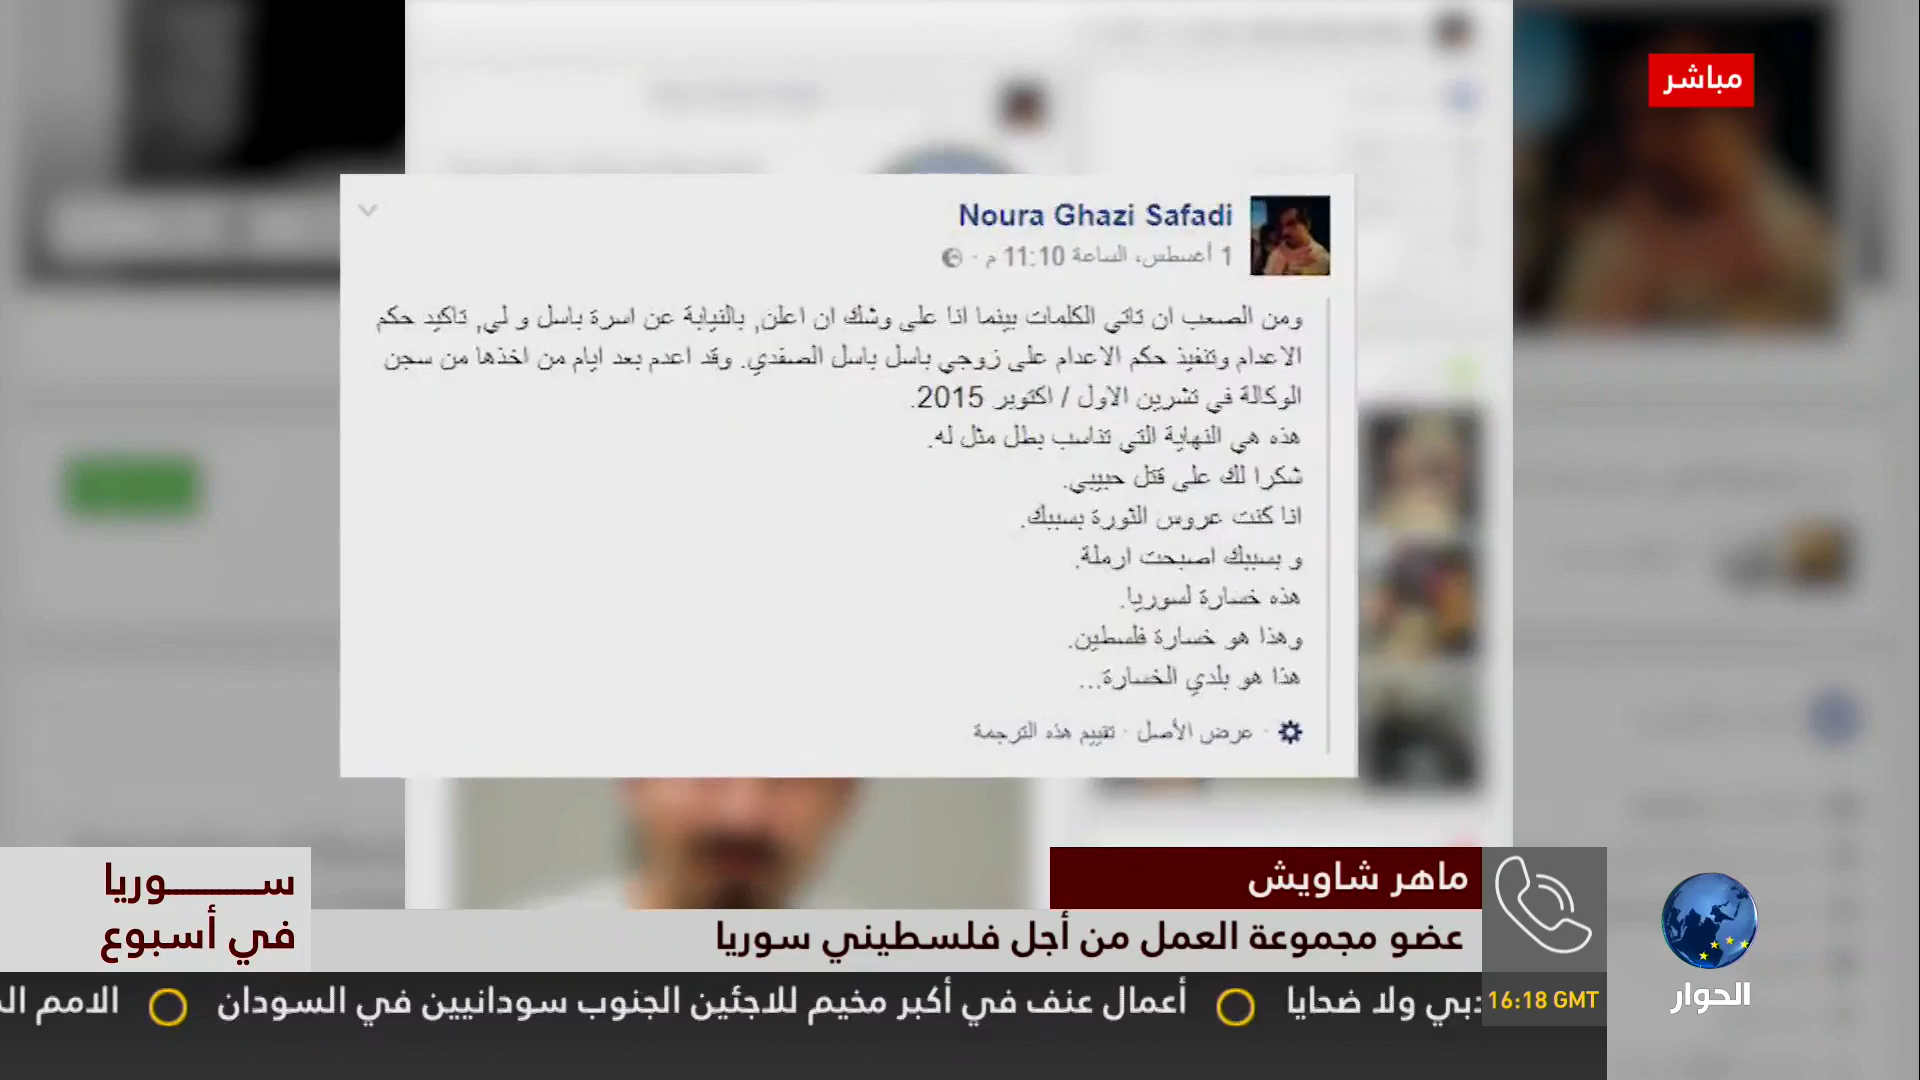 مباشر
Noura Ghazi Safadi
1 أغسطس، الساعة 11:10 م ·
ومن الصعب ان تاتي الكلمات بينما انا على وشك ان اعلن, بالنيابة عن اسرة باسل و لي, تاكيد حكم
الاعدام وتنفيذ حكم الاعدام على زوجي باسل باسل الصفدي. وقد اعدم بعد ايام من اخذها من سجن
الوكالة في تشرين الاول / اكتوبر 2015.
هذه هي النهاية التي تناسب بطل مثل له.
شكرا لك على قتل حبيبي.
انا كنت عروس الثورة بسببك.
و بسببك اصبحت ارملة.
هذه خسارة لسوريا.
وهذا هو خسارة فلسطين.
هذا هو بلدي الخسارة...
عرض الأصل · تقييم هذه الترجمة
ماهر شاويش
عضو مجموعة العمل من أجل فلسطيني سوريا
ســـــــوريا
في أسبوع
الحوار
16:18 GMT
دبي ولا ضحايا
أعمال عنف في أكبر مخيم للاجئين الجنوب سودانيين في السودان
الامم